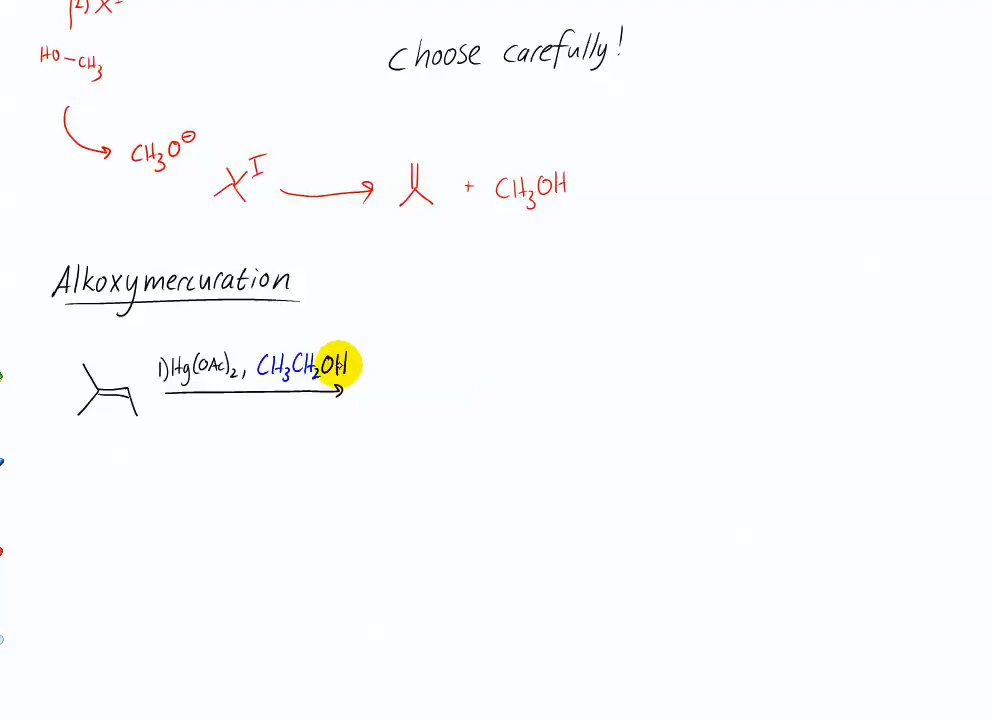 HO-CH₃
choose carefully!
CH₃O⊖
I
+ CH₃OH
Alkoxymercuration
1)Hg(OAc)₂, CH₃CH₂OH